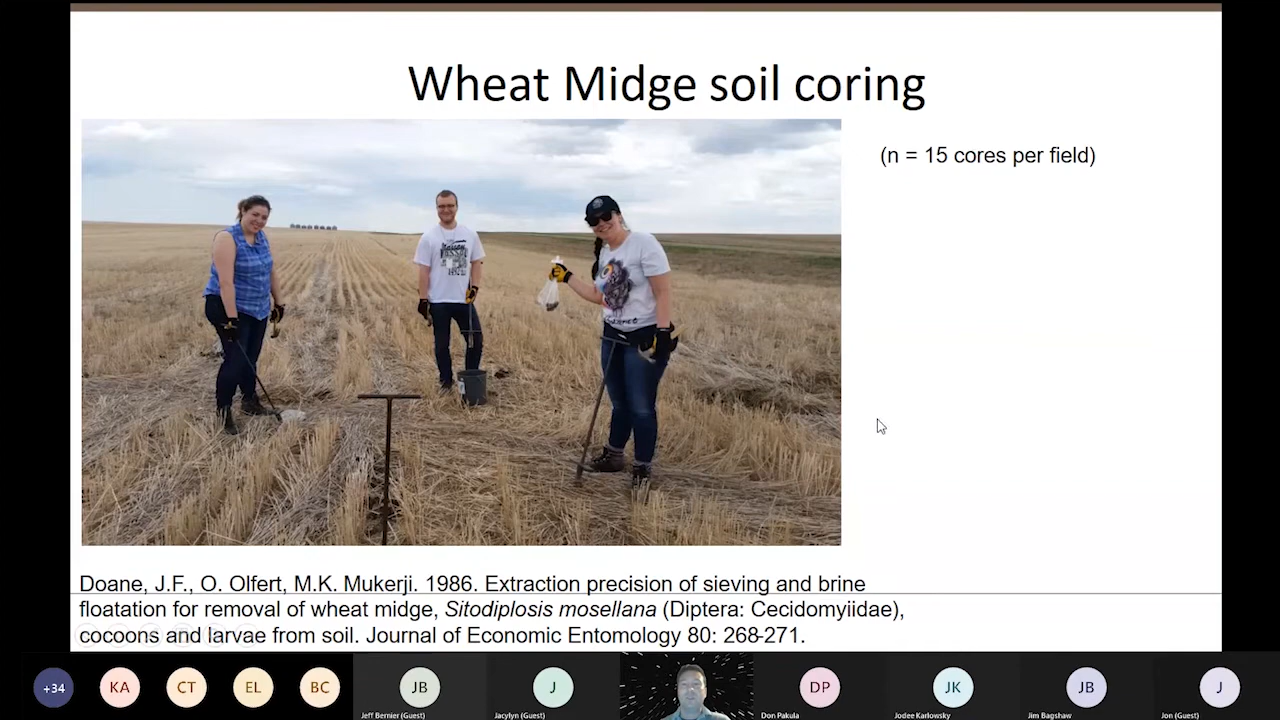 Wheat Midge soil coring
(n = 15 cores per field)
Doane, J.F., O. Olfert, M.K. Mukerji. 1986. Extraction precision of sieving and brine
floatation for removal of wheat midge, Sitodiplosis mosellana (Diptera: Cecidomyiidae),
cocoons and larvae from soil. Journal of Economic Entomology 80: 268-271.
+34
KA
CT
EL
BC
JB
J
DP
JK
JB
J
Jeff Bernier (Guest)
Jacylyn (Guest)
Don Pakula
Jodee Karlowsky
Jim Bagshaw
Jon (Guest)